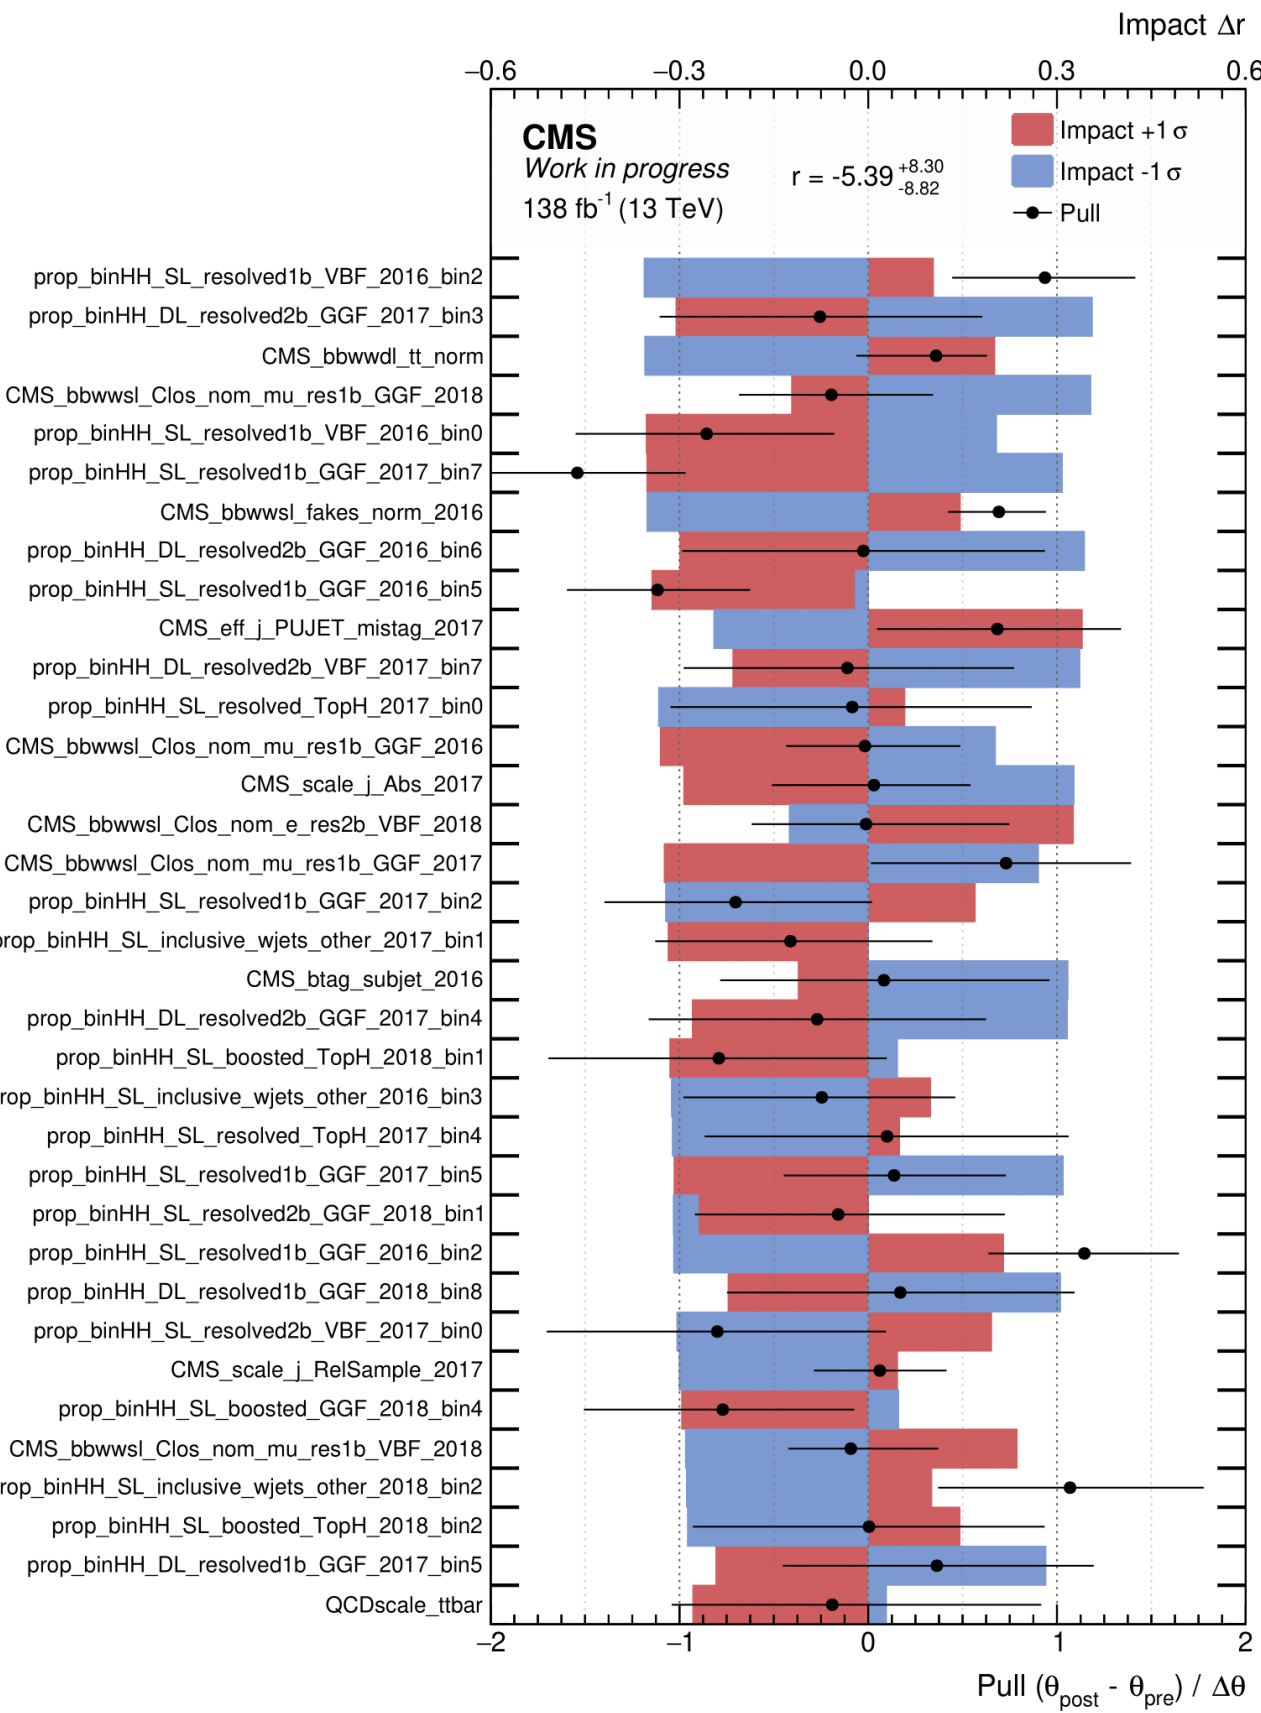 Impact Δr
−0.6 −0.3 0.0 0.3 0.6
CMS
Work in progress
138 fb-1 (13 TeV)
r = -5.39 +8.30 -8.82
Impact +1 σ
Impact -1 σ
Pull
prop_binHH_SL_resolved1b_VBF_2016_bin2
prop_binHH_DL_resolved2b_GGF_2017_bin3
CMS_bbwwdl_tt_norm
CMS_bbwwsl_Clos_nom_mu_res1b_GGF_2018
prop_binHH_SL_resolved1b_VBF_2016_bin0
prop_binHH_SL_resolved1b_GGF_2017_bin7
CMS_bbwwsl_fakes_norm_2016
prop_binHH_DL_resolved2b_GGF_2016_bin6
prop_binHH_SL_resolved1b_GGF_2016_bin5
CMS_eff_j_PUJET_mistag_2017
prop_binHH_DL_resolved2b_VBF_2017_bin7
prop_binHH_SL_resolved_TopH_2017_bin0
CMS_bbwwsl_Clos_nom_mu_res1b_GGF_2016
CMS_scale_j_Abs_2017
CMS_bbwwsl_Clos_nom_e_res2b_VBF_2018
CMS_bbwwsl_Clos_nom_mu_res1b_GGF_2017
prop_binHH_SL_resolved1b_GGF_2017_bin2
prop_binHH_SL_inclusive_wjets_other_2017_bin1
CMS_btag_subjet_2016
prop_binHH_DL_resolved2b_GGF_2017_bin4
prop_binHH_SL_boosted_TopH_2018_bin1
rop_binHH_SL_inclusive_wjets_other_2016_bin3
prop_binHH_SL_resolved_TopH_2017_bin4
prop_binHH_SL_resolved1b_GGF_2017_bin5
prop_binHH_SL_resolved2b_GGF_2018_bin1
prop_binHH_SL_resolved1b_GGF_2016_bin2
prop_binHH_DL_resolved1b_GGF_2018_bin8
prop_binHH_SL_resolved2b_VBF_2017_bin0
CMS_scale_j_RelSample_2017
prop_binHH_SL_boosted_GGF_2018_bin4
CMS_bbwwsl_Clos_nom_mu_res1b_VBF_2018
rop_binHH_SL_inclusive_wjets_other_2018_bin2
prop_binHH_SL_boosted_TopH_2018_bin2
prop_binHH_DL_resolved1b_GGF_2017_bin5
QCDscale_ttbar
−2 −1 0 1 2
Pull (θpost - θpre) / Δθ